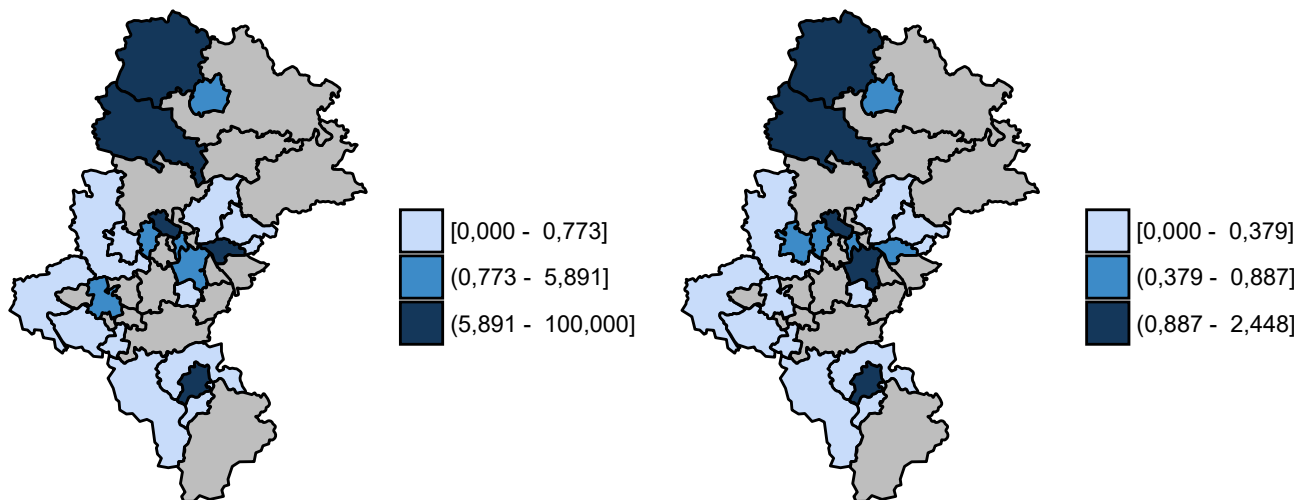 [0,000 - 0,773]
(0,773 - 5,891]
(5,891 - 100,000]
[0,000 - 0,379]
(0,379 - 0,887]
(0,887 - 2,448]